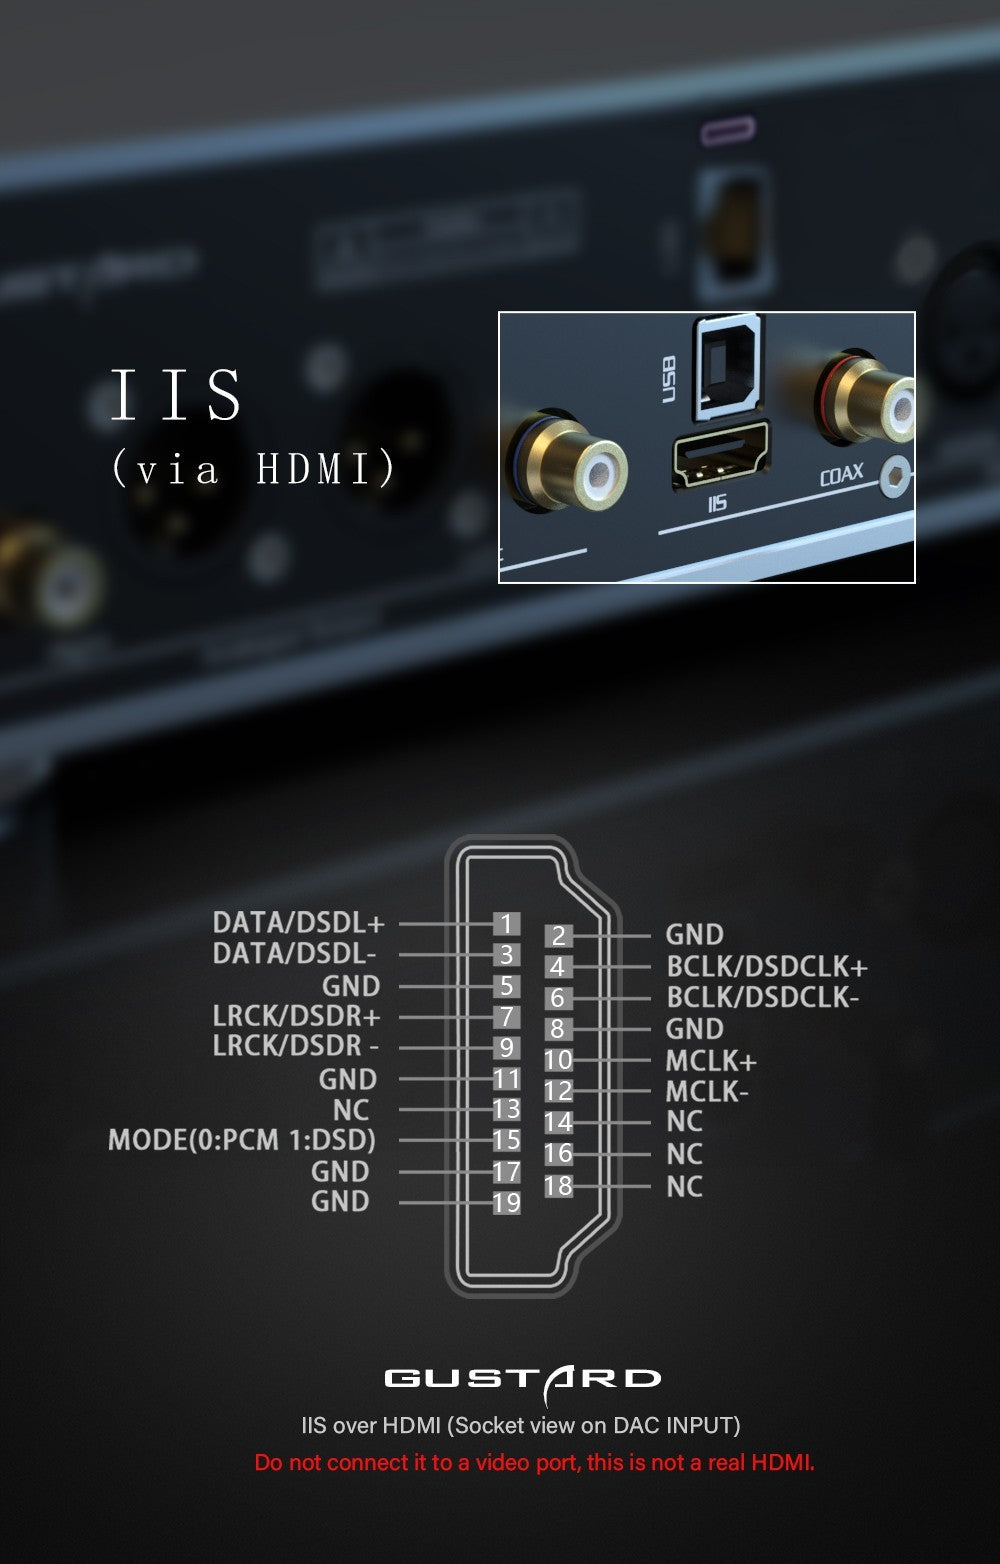 IIS
(via HDMI)
USB
IIS
COAX
DATA/DSDL+ 1
2 GND
DATA/DSDL- 3
4 BCLK/DSDCLK+
GND 5
6 BCLK/DSDCLK-
LRCK/DSDR+ 7
8 GND
LRCK/DSDR - 9
10 MCLK+
GND 11
12 MCLK-
NC 13
14 NC
MODE(0:PCM 1:DSD) 15
16 NC
GND 17
18 NC
GND 19
GUSTARD
IIS over HDMI (Socket view on DAC INPUT)
Do not connect it to a video port, this is not a real HDMI.